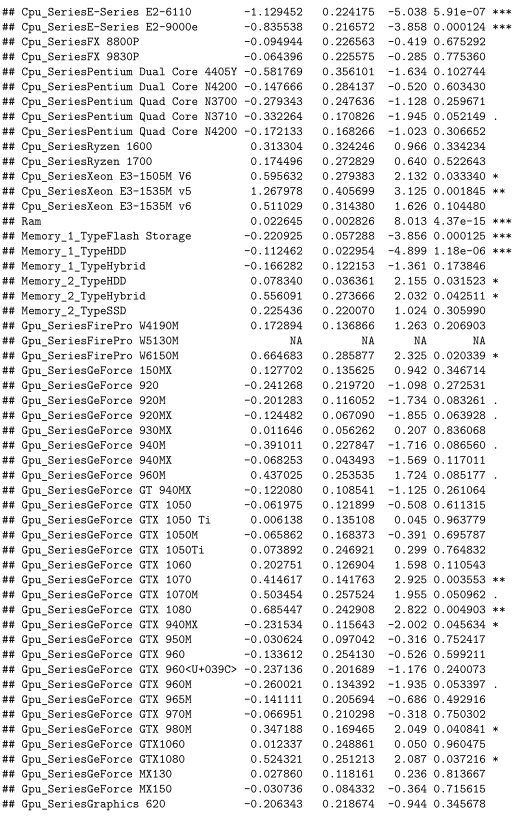 ## Cpu_SeriesE-Series E2-6110 -1.129452 0.224175 -5.038 5.91e-07 ***
## Cpu_SeriesE-Series E2-9000e -0.835538 0.216572 -3.858 0.000124 ***
## Cpu_SeriesFX 8800P -0.094944 0.226563 -0.419 0.675292
## Cpu_SeriesFX 9830P -0.064396 0.225575 -0.285 0.775360
## Cpu_SeriesPentium Dual Core 4405Y -0.581769 0.356101 -1.634 0.102744
## Cpu_SeriesPentium Dual Core N4200 -0.147666 0.284137 -0.520 0.603430
## Cpu_SeriesPentium Quad Core N3700 -0.279343 0.247636 -1.128 0.259671
## Cpu_SeriesPentium Quad Core N3710 -0.332264 0.170826 -1.945 0.052149 .
## Cpu_SeriesPentium Quad Core N4200 -0.172133 0.168266 -1.023 0.306652
## Cpu_SeriesRyzen 1600 0.313304 0.324246 0.966 0.334234
## Cpu_SeriesRyzen 1700 0.174496 0.272829 0.640 0.522643
## Cpu_SeriesXeon E3-1505M V6 0.595632 0.279383 2.132 0.033340 *
## Cpu_SeriesXeon E3-1535M v5 1.267978 0.405699 3.125 0.001845 **
## Cpu_SeriesXeon E3-1535M v6 0.511029 0.314380 1.626 0.104480
## Ram 0.022645 0.002826 8.013 4.37e-15 ***
## Memory_1_TypeFlash Storage -0.220925 0.057288 -3.856 0.000125 ***
## Memory_1_TypeHDD -0.112462 0.022954 -4.899 1.18e-06 ***
## Memory_1_TypeHybrid -0.166282 0.122153 -1.361 0.173846
## Memory_2_TypeHDD 0.078340 0.036361 2.155 0.031523 *
## Memory_2_TypeHybrid 0.556091 0.273666 2.032 0.042511 *
## Memory_2_TypeSSD 0.225436 0.220070 1.024 0.305990
## Gpu_SeriesFirePro W4190M 0.172894 0.136866 1.263 0.206903
## Gpu_SeriesFirePro W5130M NA NA NA NA
## Gpu_SeriesFirePro W6150M 0.664683 0.285877 2.325 0.020339 *
## Gpu_SeriesGeForce 150MX 0.127702 0.135625 0.942 0.346714
## Gpu_SeriesGeForce 920 -0.241268 0.219720 -1.098 0.272531
## Gpu_SeriesGeForce 920M -0.201283 0.116052 -1.734 0.083261 .
## Gpu_SeriesGeForce 920MX -0.124482 0.067090 -1.855 0.063928 .
## Gpu_SeriesGeForce 930MX 0.011646 0.056262 0.207 0.836068
## Gpu_SeriesGeForce 940M -0.391011 0.227847 -1.716 0.086560 .
## Gpu_SeriesGeForce 940MX -0.068253 0.043493 -1.569 0.117011
## Gpu_SeriesGeForce 960M 0.437025 0.253535 1.724 0.085177 .
## Gpu_SeriesGeForce GT 940MX -0.122080 0.108541 -1.125 0.261064
## Gpu_SeriesGeForce GTX 1050 -0.061975 0.121899 -0.508 0.611315
## Gpu_SeriesGeForce GTX 1050 Ti 0.006138 0.135108 0.045 0.963779
## Gpu_SeriesGeForce GTX 1050M -0.065862 0.168373 -0.391 0.695787
## Gpu_SeriesGeForce GTX 1050Ti 0.073892 0.246921 0.299 0.764832
## Gpu_SeriesGeForce GTX 1060 0.202751 0.126904 1.598 0.110543
## Gpu_SeriesGeForce GTX 1070 0.414617 0.141763 2.925 0.003553 **
## Gpu_SeriesGeForce GTX 1070M 0.503454 0.257524 1.955 0.050962 .
## Gpu_SeriesGeForce GTX 1080 0.685447 0.242908 2.822 0.004903 **
## Gpu_SeriesGeForce GTX 940MX -0.231534 0.115643 -2.002 0.045634 *
## Gpu_SeriesGeForce GTX 950M -0.030624 0.097042 -0.316 0.752417
## Gpu_SeriesGeForce GTX 960 -0.133612 0.254130 -0.526 0.599211
## Gpu_SeriesGeForce GTX 960<U+039C> -0.237136 0.201689 -1.176 0.240073
## Gpu_SeriesGeForce GTX 960M -0.260021 0.134392 -1.935 0.053397 .
## Gpu_SeriesGeForce GTX 965M -0.141111 0.205694 -0.686 0.492916
## Gpu_SeriesGeForce GTX 970M -0.066951 0.210298 -0.318 0.750302
## Gpu_SeriesGeForce GTX 980M 0.347188 0.169465 2.049 0.040841 *
## Gpu_SeriesGeForce GTX1060 0.012337 0.248861 0.050 0.960475
## Gpu_SeriesGeForce GTX1080 0.524321 0.251213 2.087 0.037216 *
## Gpu_SeriesGeForce MX130 0.027860 0.118161 0.236 0.813667
## Gpu_SeriesGeForce MX150 -0.030736 0.084332 -0.364 0.715615
## Gpu_SeriesGraphics 620 -0.206343 0.218674 -0.944 0.345678